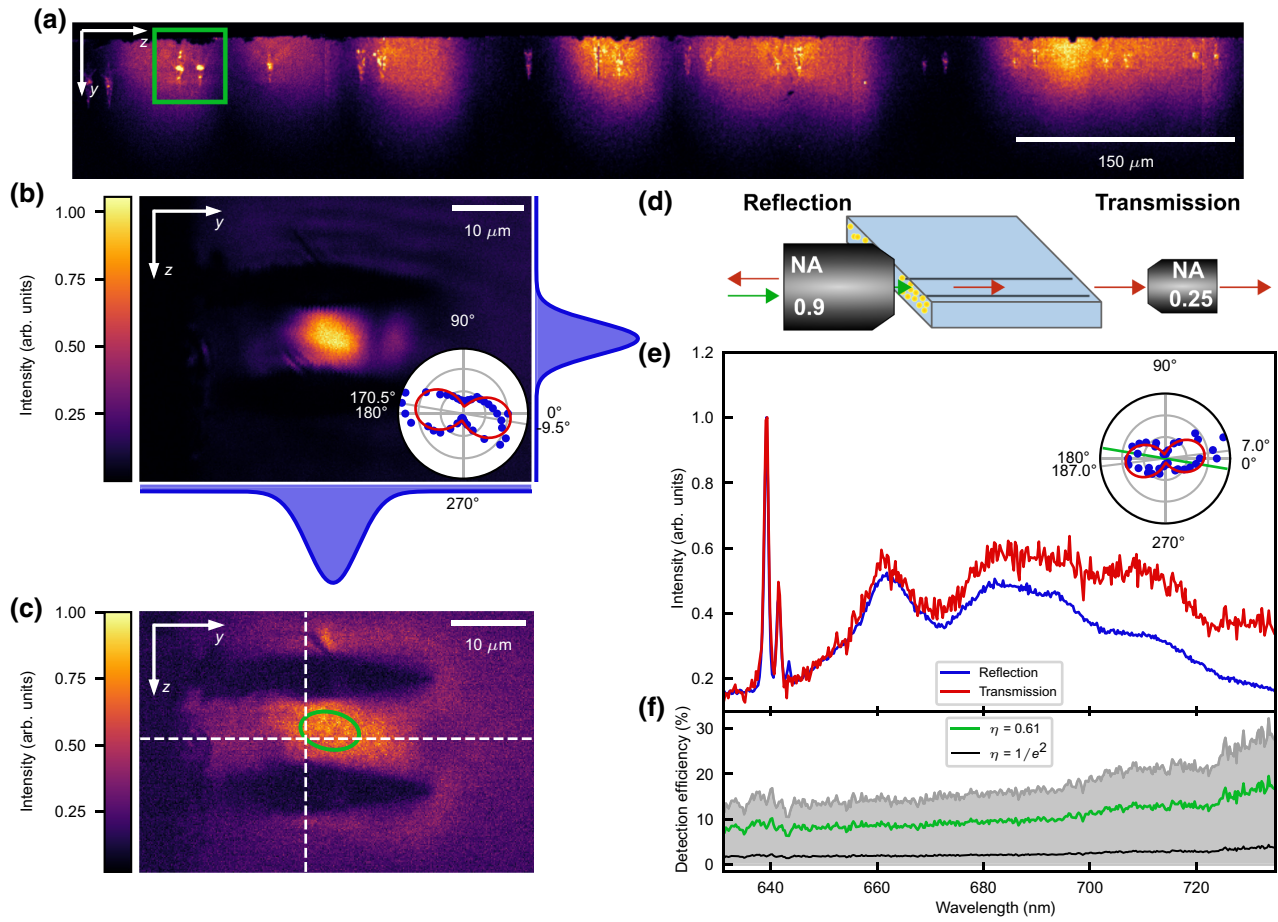 (a)
z
y
150 μm
(b)
1.00
0.75
0.50
0.25
Intensity (arb. units)
y
z
10 μm
90°
170.5°
180°
0°
-9.5°
270°
(c)
1.00
0.75
0.50
0.25
Intensity (arb. units)
y
z
10 μm
(d)
Reflection
Transmission
NA
0.9
NA
0.25
(e)
1.2
1.0
0.8
0.6
0.4
0.2
Intensity (arb. units)
90°
7.0°
0°
180°
187.0°
270°
Reflection
Transmission
(f)
30
20
10
0
Detection efficiency (%)
η = 0.61
η = 1/e²
640
660
680
700
720
Wavelength (nm)